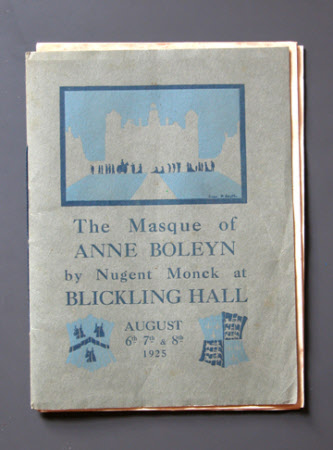 The Masque of
ANNE BOLEYN
by Nugent Monck at
BLICKLING HALL
AUGUST
6th 7th & 8th
1925